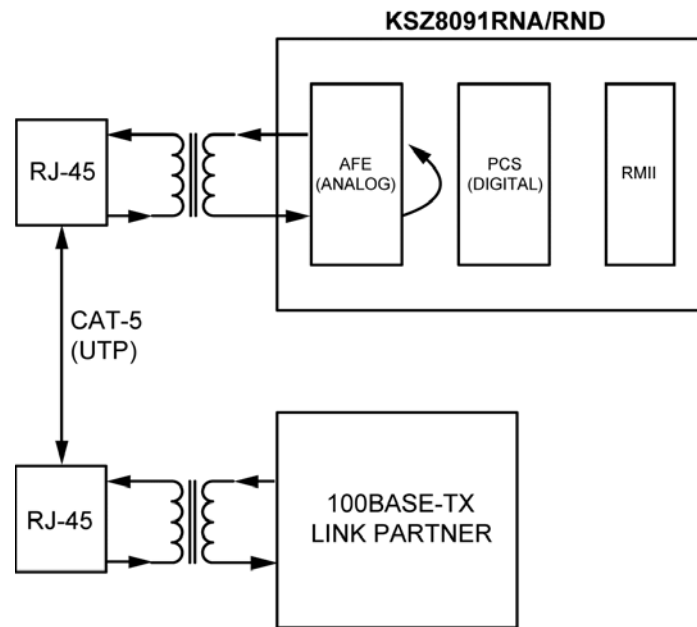 KSZ8091RNA/RND
RJ-45
AFE
(ANALOG)
PCS
(DIGITAL)
RMII
CAT-5
(UTP)
RJ-45
100BASE-TX
LINK PARTNER